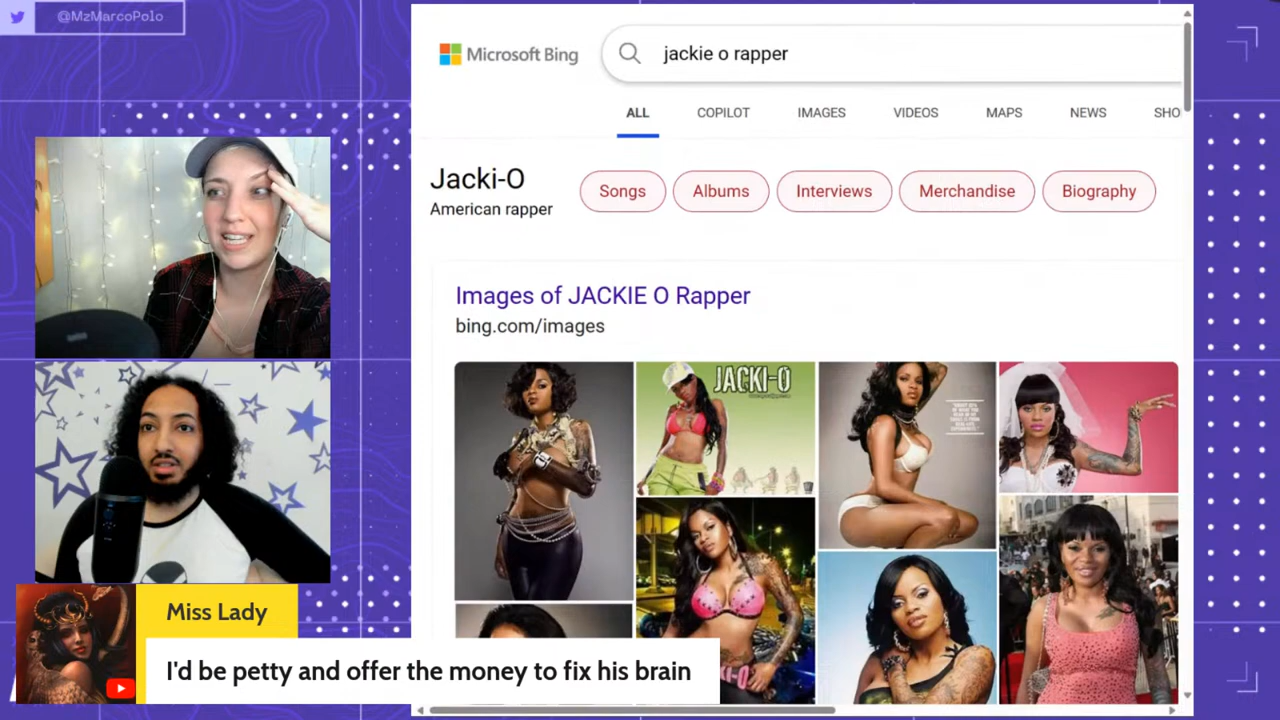 @MzMarcoPolo
Microsoft Bing
jackie o rapper
ALL COPILOT IMAGES VIDEOS MAPS NEWS SHO
Jacki-O
American rapper
Songs Albums Interviews Merchandise Biography
Images of JACKIE O Rapper
bing.com/images
JACKI-O
Miss Lady
I'd be petty and offer the money to fix his brain